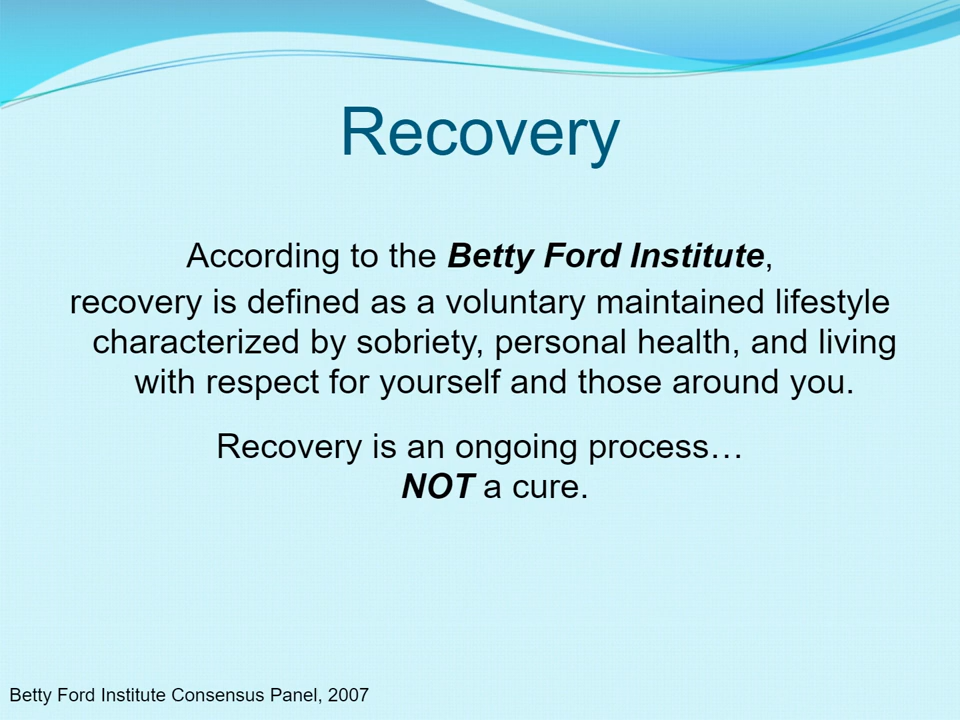 Recovery
According to the Betty Ford Institute,
recovery is defined as a voluntary maintained lifestyle
characterized by sobriety, personal health, and living
with respect for yourself and those around you.
Recovery is an ongoing process…
NOT a cure.
Betty Ford Institute Consensus Panel, 2007